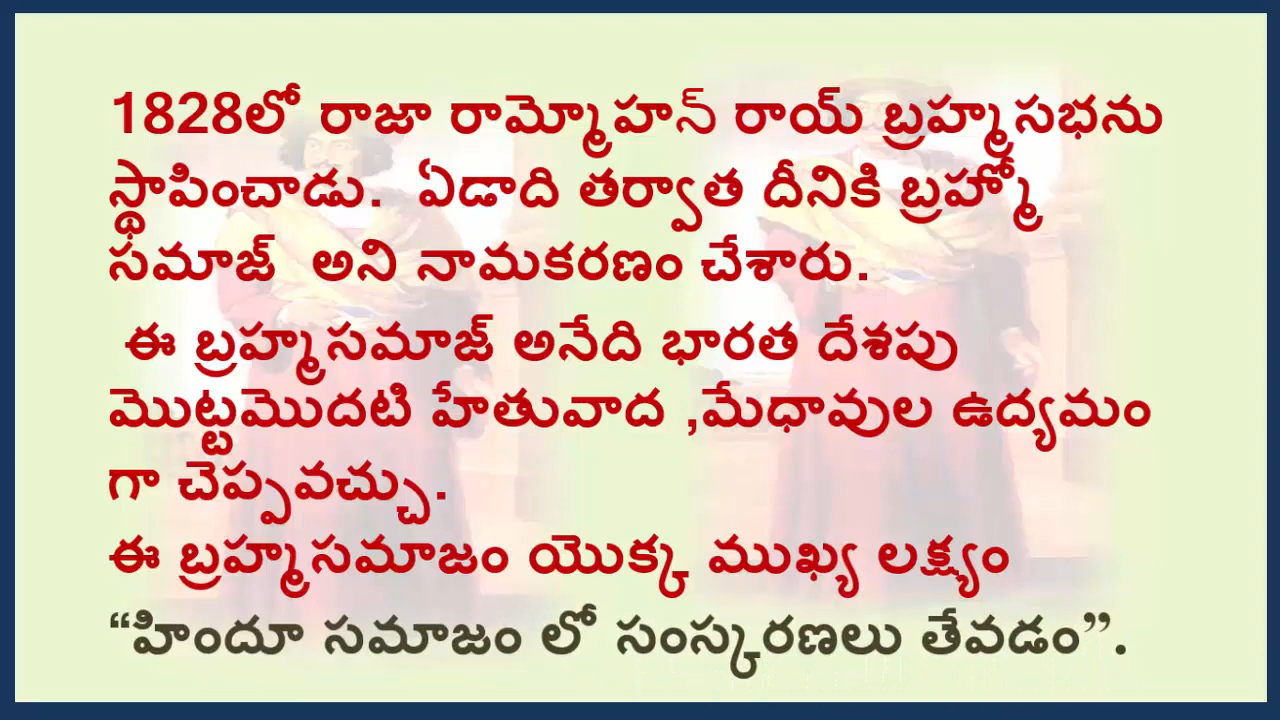 1828లో రాజా రామ్మోహన్ రాయ్ బ్రహ్మసభను
స్థాపించాడు. ఏడాది తర్వాత దీనికి బ్రహ్మో
సమాజ్ అని నామకరణం చేశారు.
ఈ బ్రహ్మసమాజ్ అనేది భారత దేశపు
మొట్టమొదటి హేతువాద ,మేధావుల ఉద్యమం
గా చెప్పవచ్చు.
ఈ బ్రహ్మసమాజం యొక్క ముఖ్య లక్ష్యం
“హిందూ సమాజం లో సంస్కరణలు తేవడం”.